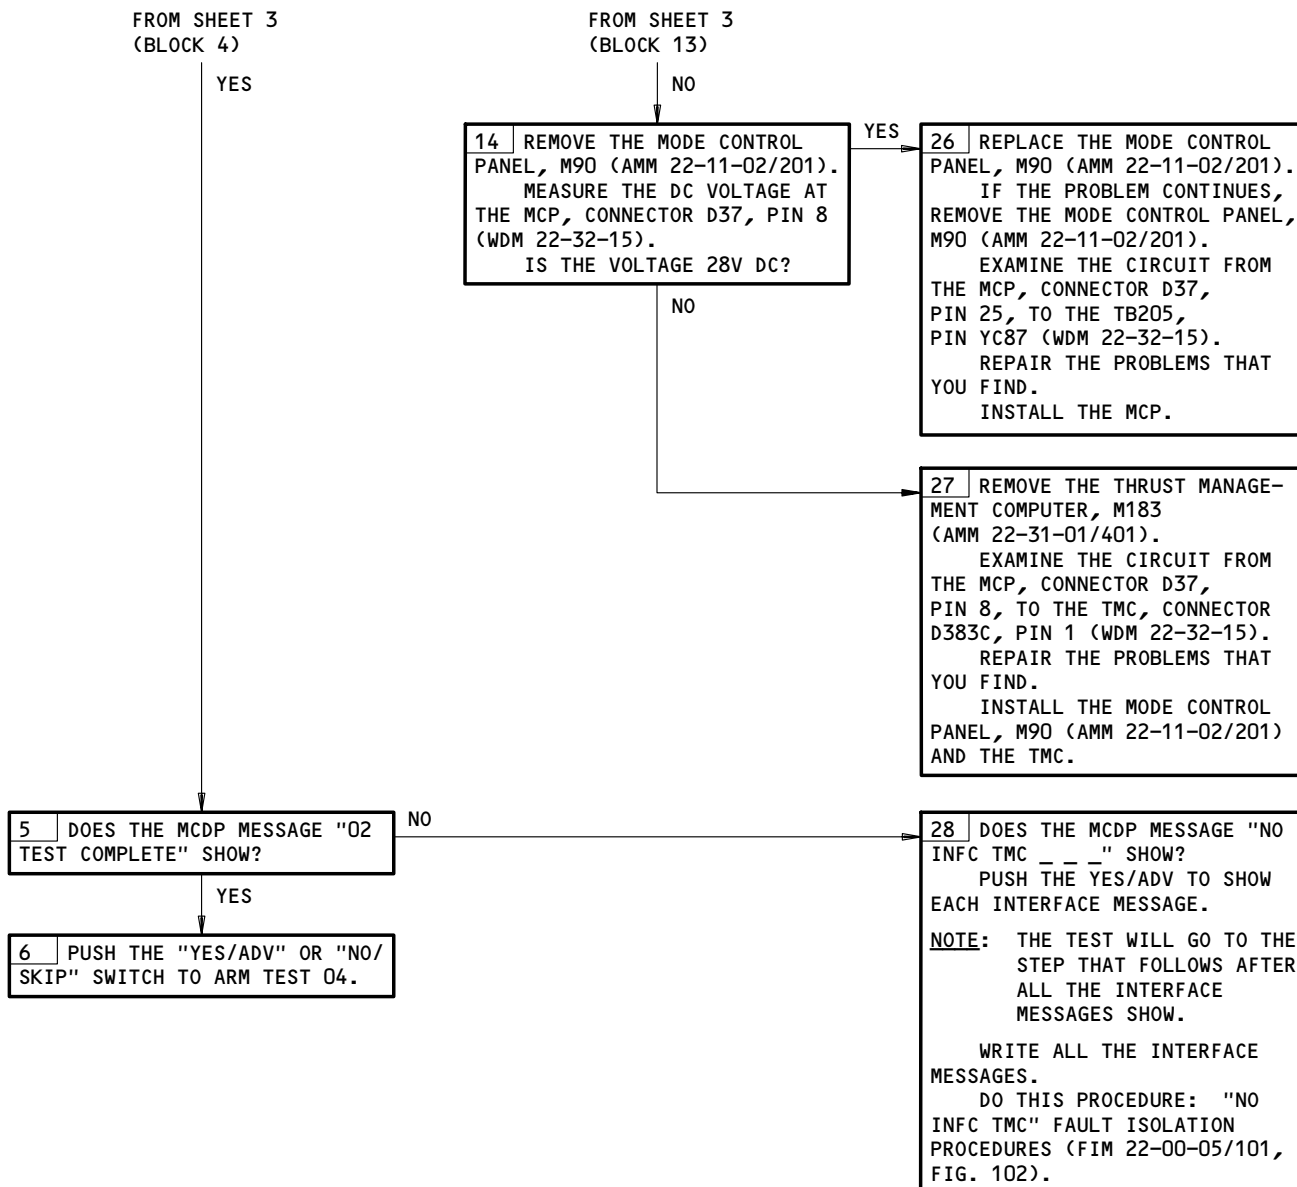 FROM SHEET 3
(BLOCK 4)
YES
FROM SHEET 3
(BLOCK 13)
NO
14 REMOVE THE MODE CONTROL
PANEL, M90 (AMM 22-11-02/201).
MEASURE THE DC VOLTAGE AT
THE MCP, CONNECTOR D37, PIN 8
(WDM 22-32-15).
IS THE VOLTAGE 28V DC?
YES
NO
26 REPLACE THE MODE CONTROL
PANEL, M90 (AMM 22-11-02/201).
IF THE PROBLEM CONTINUES,
REMOVE THE MODE CONTROL PANEL,
M90 (AMM 22-11-02/201).
EXAMINE THE CIRCUIT FROM
THE MCP, CONNECTOR D37,
PIN 25, TO THE TB205,
PIN YC87 (WDM 22-32-15).
REPAIR THE PROBLEMS THAT
YOU FIND.
INSTALL THE MCP.
27 REMOVE THE THRUST MANAGE-
MENT COMPUTER, M183
(AMM 22-31-01/401).
EXAMINE THE CIRCUIT FROM
THE MCP, CONNECTOR D37,
PIN 8, TO THE TMC, CONNECTOR
D383C, PIN 1 (WDM 22-32-15).
REPAIR THE PROBLEMS THAT
YOU FIND.
INSTALL THE MODE CONTROL
PANEL, M90 (AMM 22-11-02/201)
AND THE TMC.
5 DOES THE MCDP MESSAGE "02
TEST COMPLETE" SHOW?
NO
YES
6 PUSH THE "YES/ADV" OR "NO/
SKIP" SWITCH TO ARM TEST 04.
28 DOES THE MCDP MESSAGE "NO
INFC TMC _ _ _" SHOW?
PUSH THE YES/ADV TO SHOW
EACH INTERFACE MESSAGE.
NOTE: THE TEST WILL GO TO THE
STEP THAT FOLLOWS AFTER
ALL THE INTERFACE
MESSAGES SHOW.
WRITE ALL THE INTERFACE
MESSAGES.
DO THIS PROCEDURE: "NO
INFC TMC" FAULT ISOLATION
PROCEDURES (FIM 22-00-05/101,
FIG. 102).